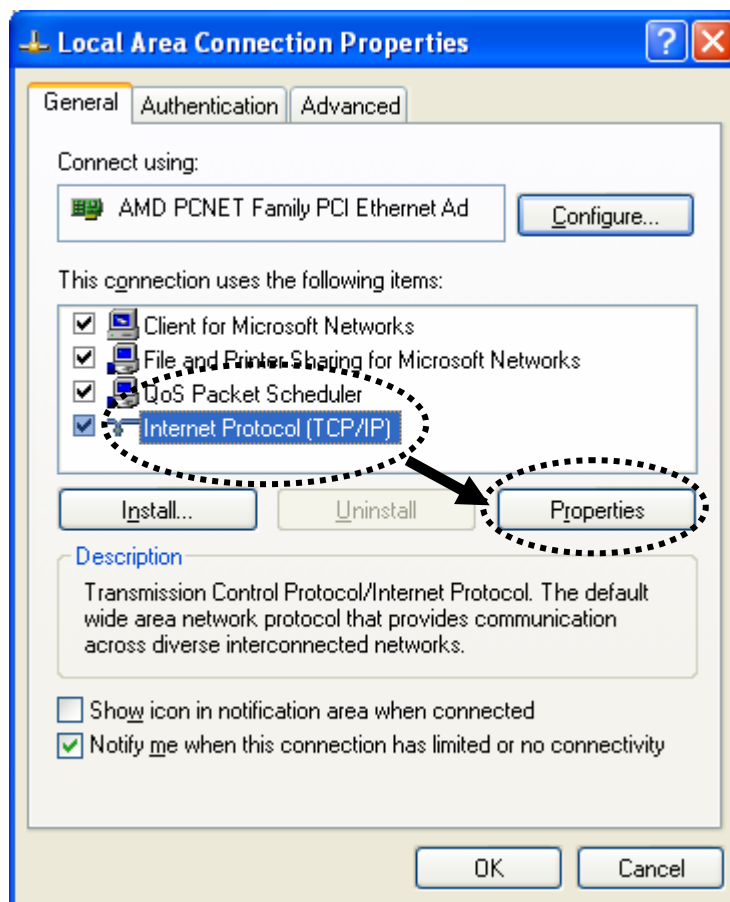 Local Area Connection Properties
General Authentication Advanced
Connect using:
AMD PCNET Family PCI Ethernet Ad
Configure...
This connection uses the following items:
Client for Microsoft Networks
File and Printer Sharing for Microsoft Networks
QoS Packet Scheduler
Internet Protocol (TCP/IP)
Install... Uninstall Properties
Description
Transmission Control Protocol/Internet Protocol. The default
wide area network protocol that provides communication
across diverse interconnected networks.
Show icon in notification area when connected
Notify me when this connection has limited or no connectivity
OK Cancel